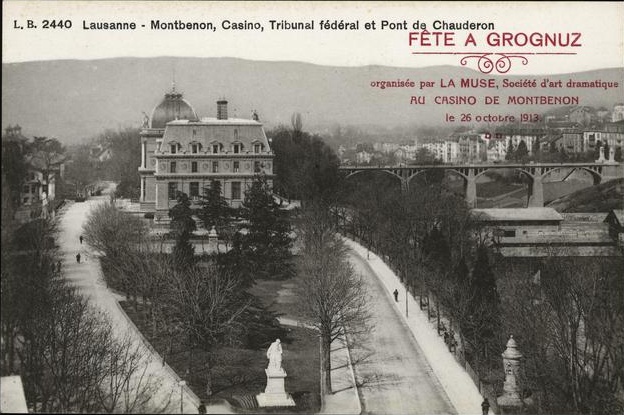 L. B. 2440 Lausanne - Montbenon, Casino, Tribunal fédéral et Pont de Chauderon
FÊTE A GROGNUZ
organisée par LA MUSE, Société d'art dramatique
AU CASINO DE MONTBENON
le 26 octobre 1913.